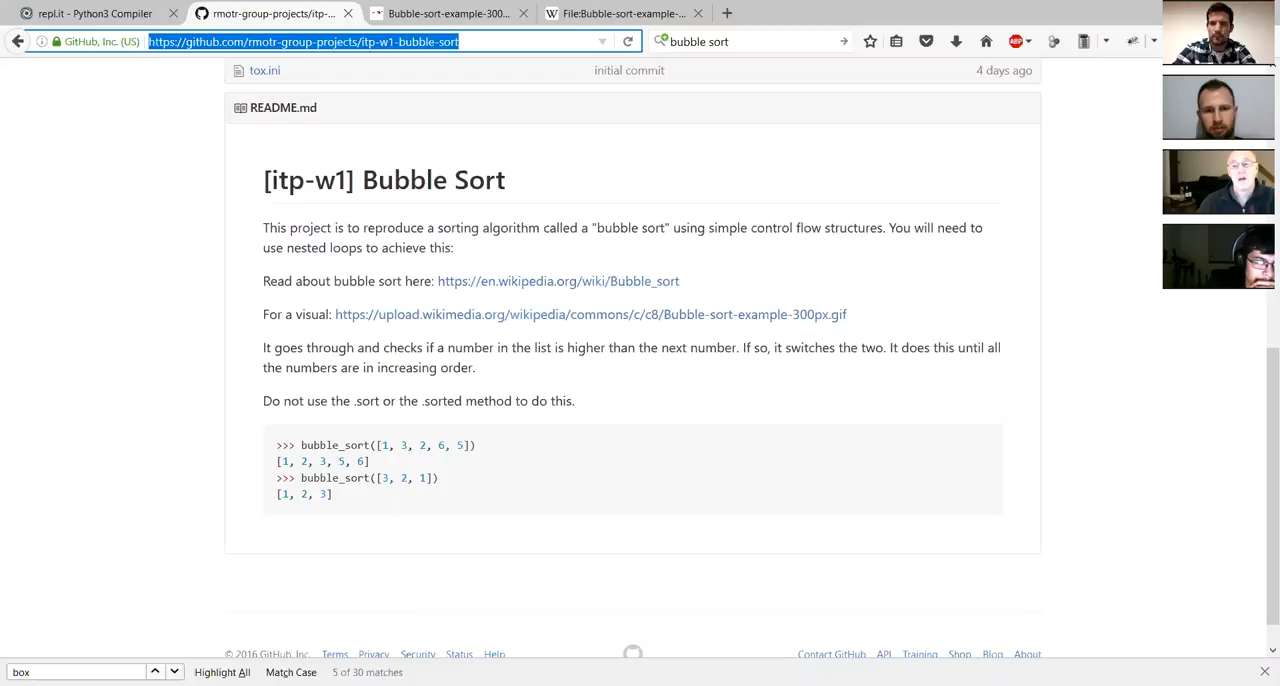 repl.it - Python3 Compiler
rmotr-group-projects/itp-...
Bubble-sort-example-300...
File:Bubble-sort-example-...
GitHub, Inc. (US)
https://github.com/rmotr-group-projects/itp-w1-bubble-sort
bubble sort
ABP
tox.ini
initial commit
4 days ago
README.md
[itp-w1] Bubble Sort
This project is to reproduce a sorting algorithm called a "bubble sort" using simple control flow structures. You will need to
use nested loops to achieve this:
Read about bubble sort here: https://en.wikipedia.org/wiki/Bubble_sort
For a visual: https://upload.wikimedia.org/wikipedia/commons/c/c8/Bubble-sort-example-300px.gif
It goes through and checks if a number in the list is higher than the next number. If so, it switches the two. It does this until all
the numbers are in increasing order.
Do not use the .sort or the .sorted method to do this.
>>> bubble_sort([1, 3, 2, 6, 5])
[1, 2, 3, 5, 6]
>>> bubble_sort([3, 2, 1])
[1, 2, 3]
© 2016 GitHub, Inc. Terms Privacy Security Status Help
Contact GitHub API Training Shop Blog About
box
Highlight All
Match Case
5 of 30 matches